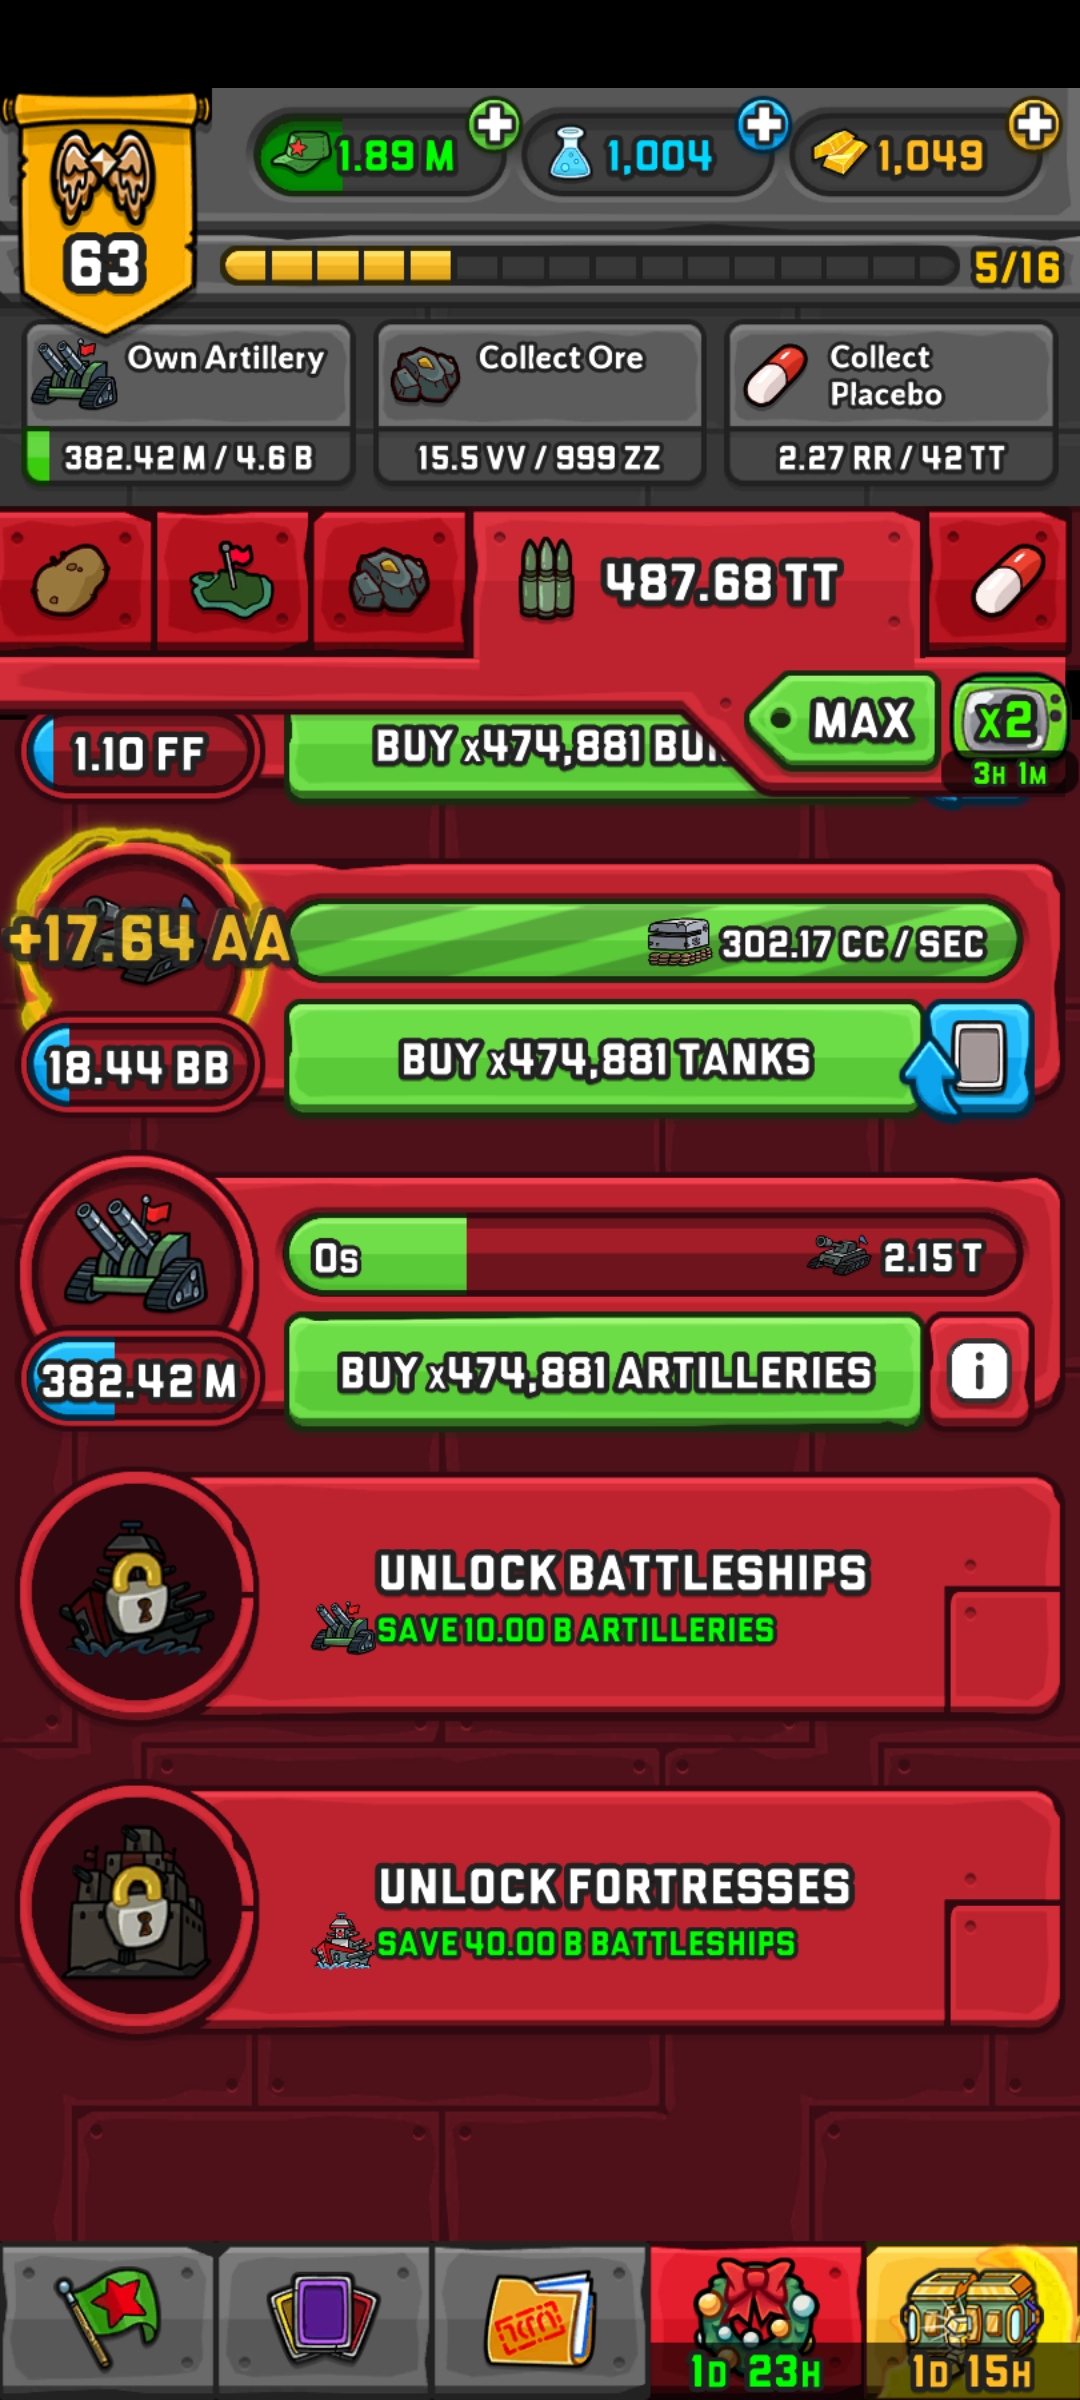 63
1.89 M
1,004
1,049
5/16
Own Artillery
382.42 M / 4.6 B
Collect Ore
15.5 VV / 999 ZZ
Collect
Placebo
2.27 RR / 42 TT
487.68 TT
MAX
x2
3H 1M
1.10 FF
BUY x474,881
+17.64 AA
302.17 CC / SEC
18.44 BB
BUY x474,881 TANKS
0s
2.15 T
382.42 M
BUY x474,881 ARTILLERIES
i
UNLOCK BATTLESHIPS
SAVE 10.00 B ARTILLERIES
UNLOCK FORTRESSES
SAVE 40.00 B BATTLESHIPS
1D 23H
1D 15H